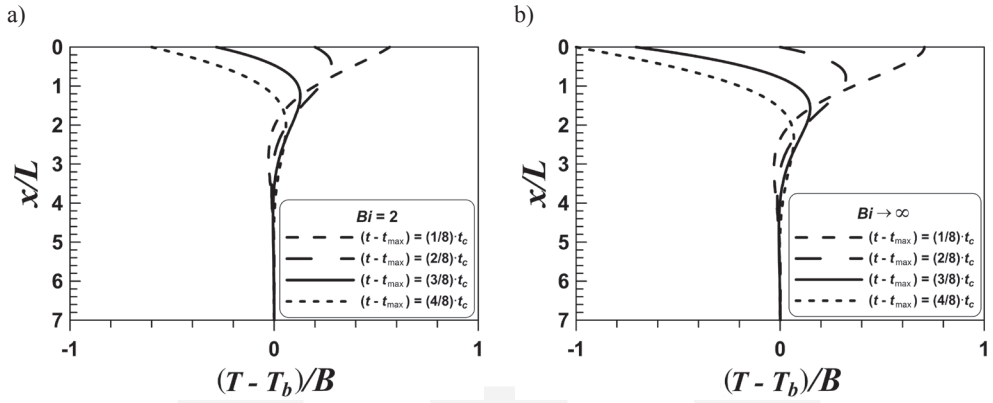 a)
b)
0
1
2
3
4
5
6
7
x/L
Bi = 2
(t - tmax) = (1/8)·tc
(t - tmax) = (2/8)·tc
(t - tmax) = (3/8)·tc
(t - tmax) = (4/8)·tc
-1 0 1
(T - Tb)/B
0
1
2
3
4
5
6
7
x/L
Bi → ∞
(t - tmax) = (1/8)·tc
(t - tmax) = (2/8)·tc
(t - tmax) = (3/8)·tc
(t - tmax) = (4/8)·tc
-1 0 1
(T - Tb)/B